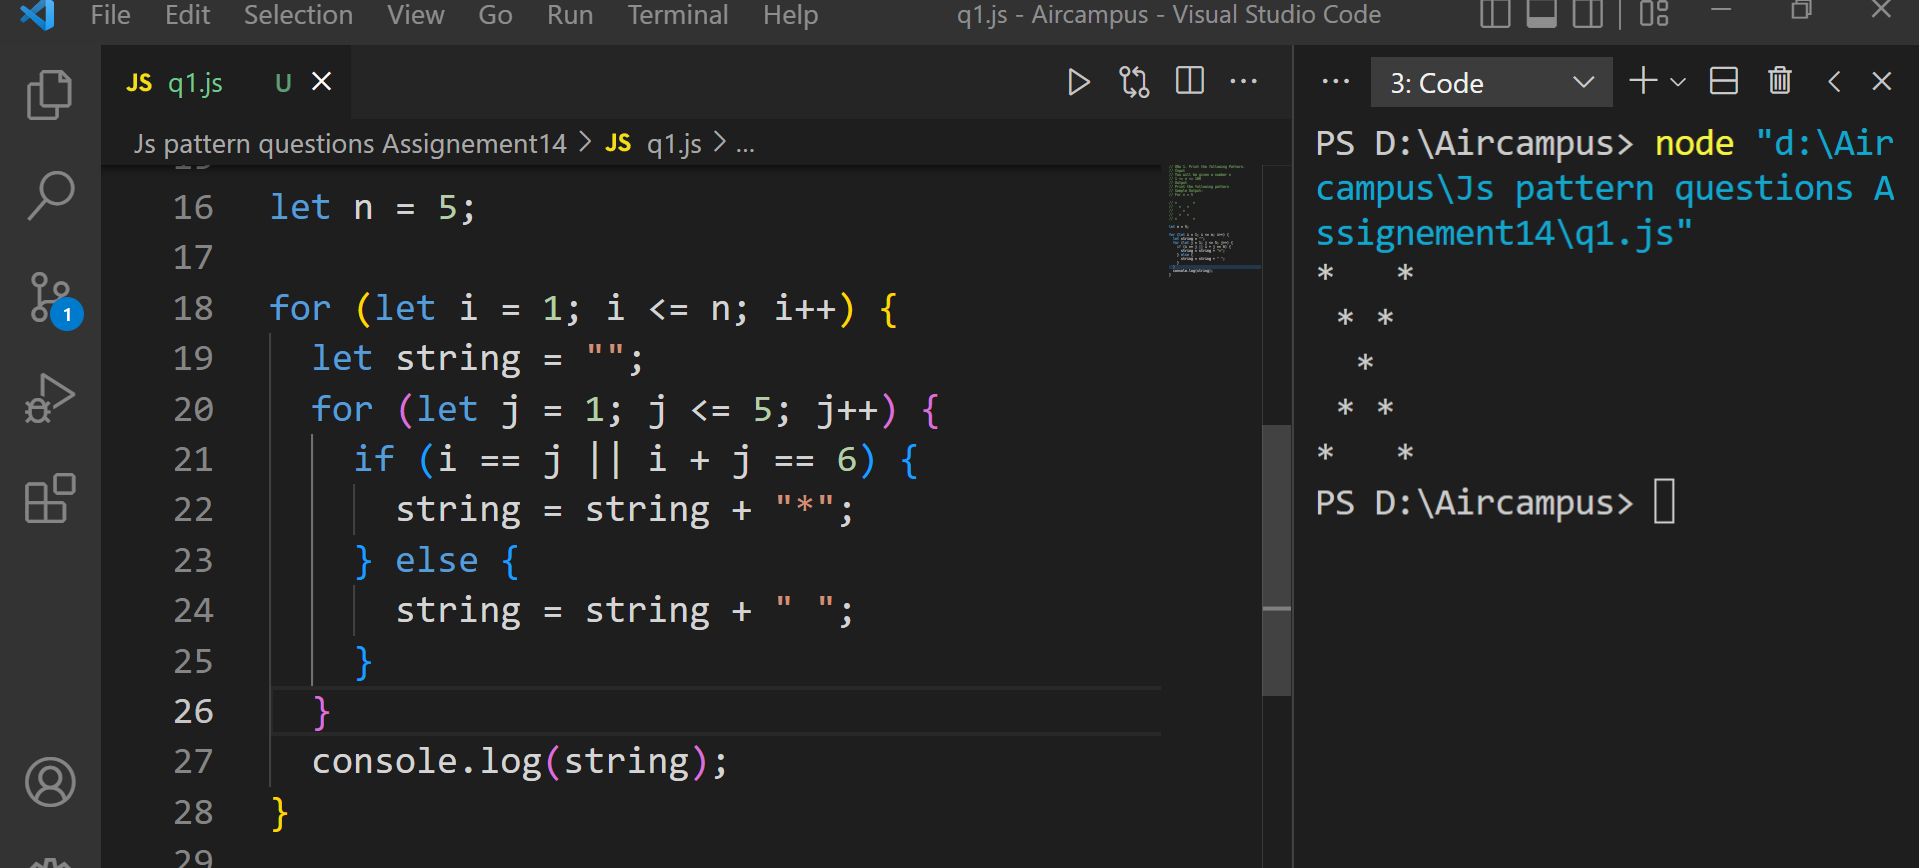 File Edit Selection View Go Run Terminal Help q1.js - Aircampus - Visual Studio Code
JS q1.js U
Js pattern questions Assignement14 > JS q1.js > ...
16 let n = 5;
17
18 for (let i = 1; i <= n; i++) {
19 let string = "";
20 for (let j = 1; j <= 5; j++) {
21 if (i == j || i + j == 6) {
22 string = string + "*";
23 } else {
24 string = string + " ";
25 }
26 }
27 console.log(string);
28 }
29
1
3: Code
PS D:\Aircampus> node "d:\Air
campus\Js pattern questions A
ssignement14\q1.js"
*   *
 * *
  *
 * *
*   *
PS D:\Aircampus>